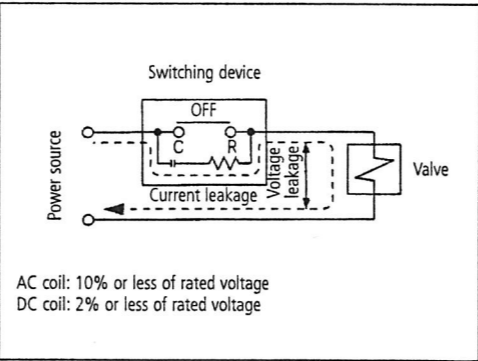 Switching device
OFF
C
R
Power source
Current leakage
Voltage
leakage
Valve
AC coil: 10% or less of rated voltage
DC coil: 2% or less of rated voltage